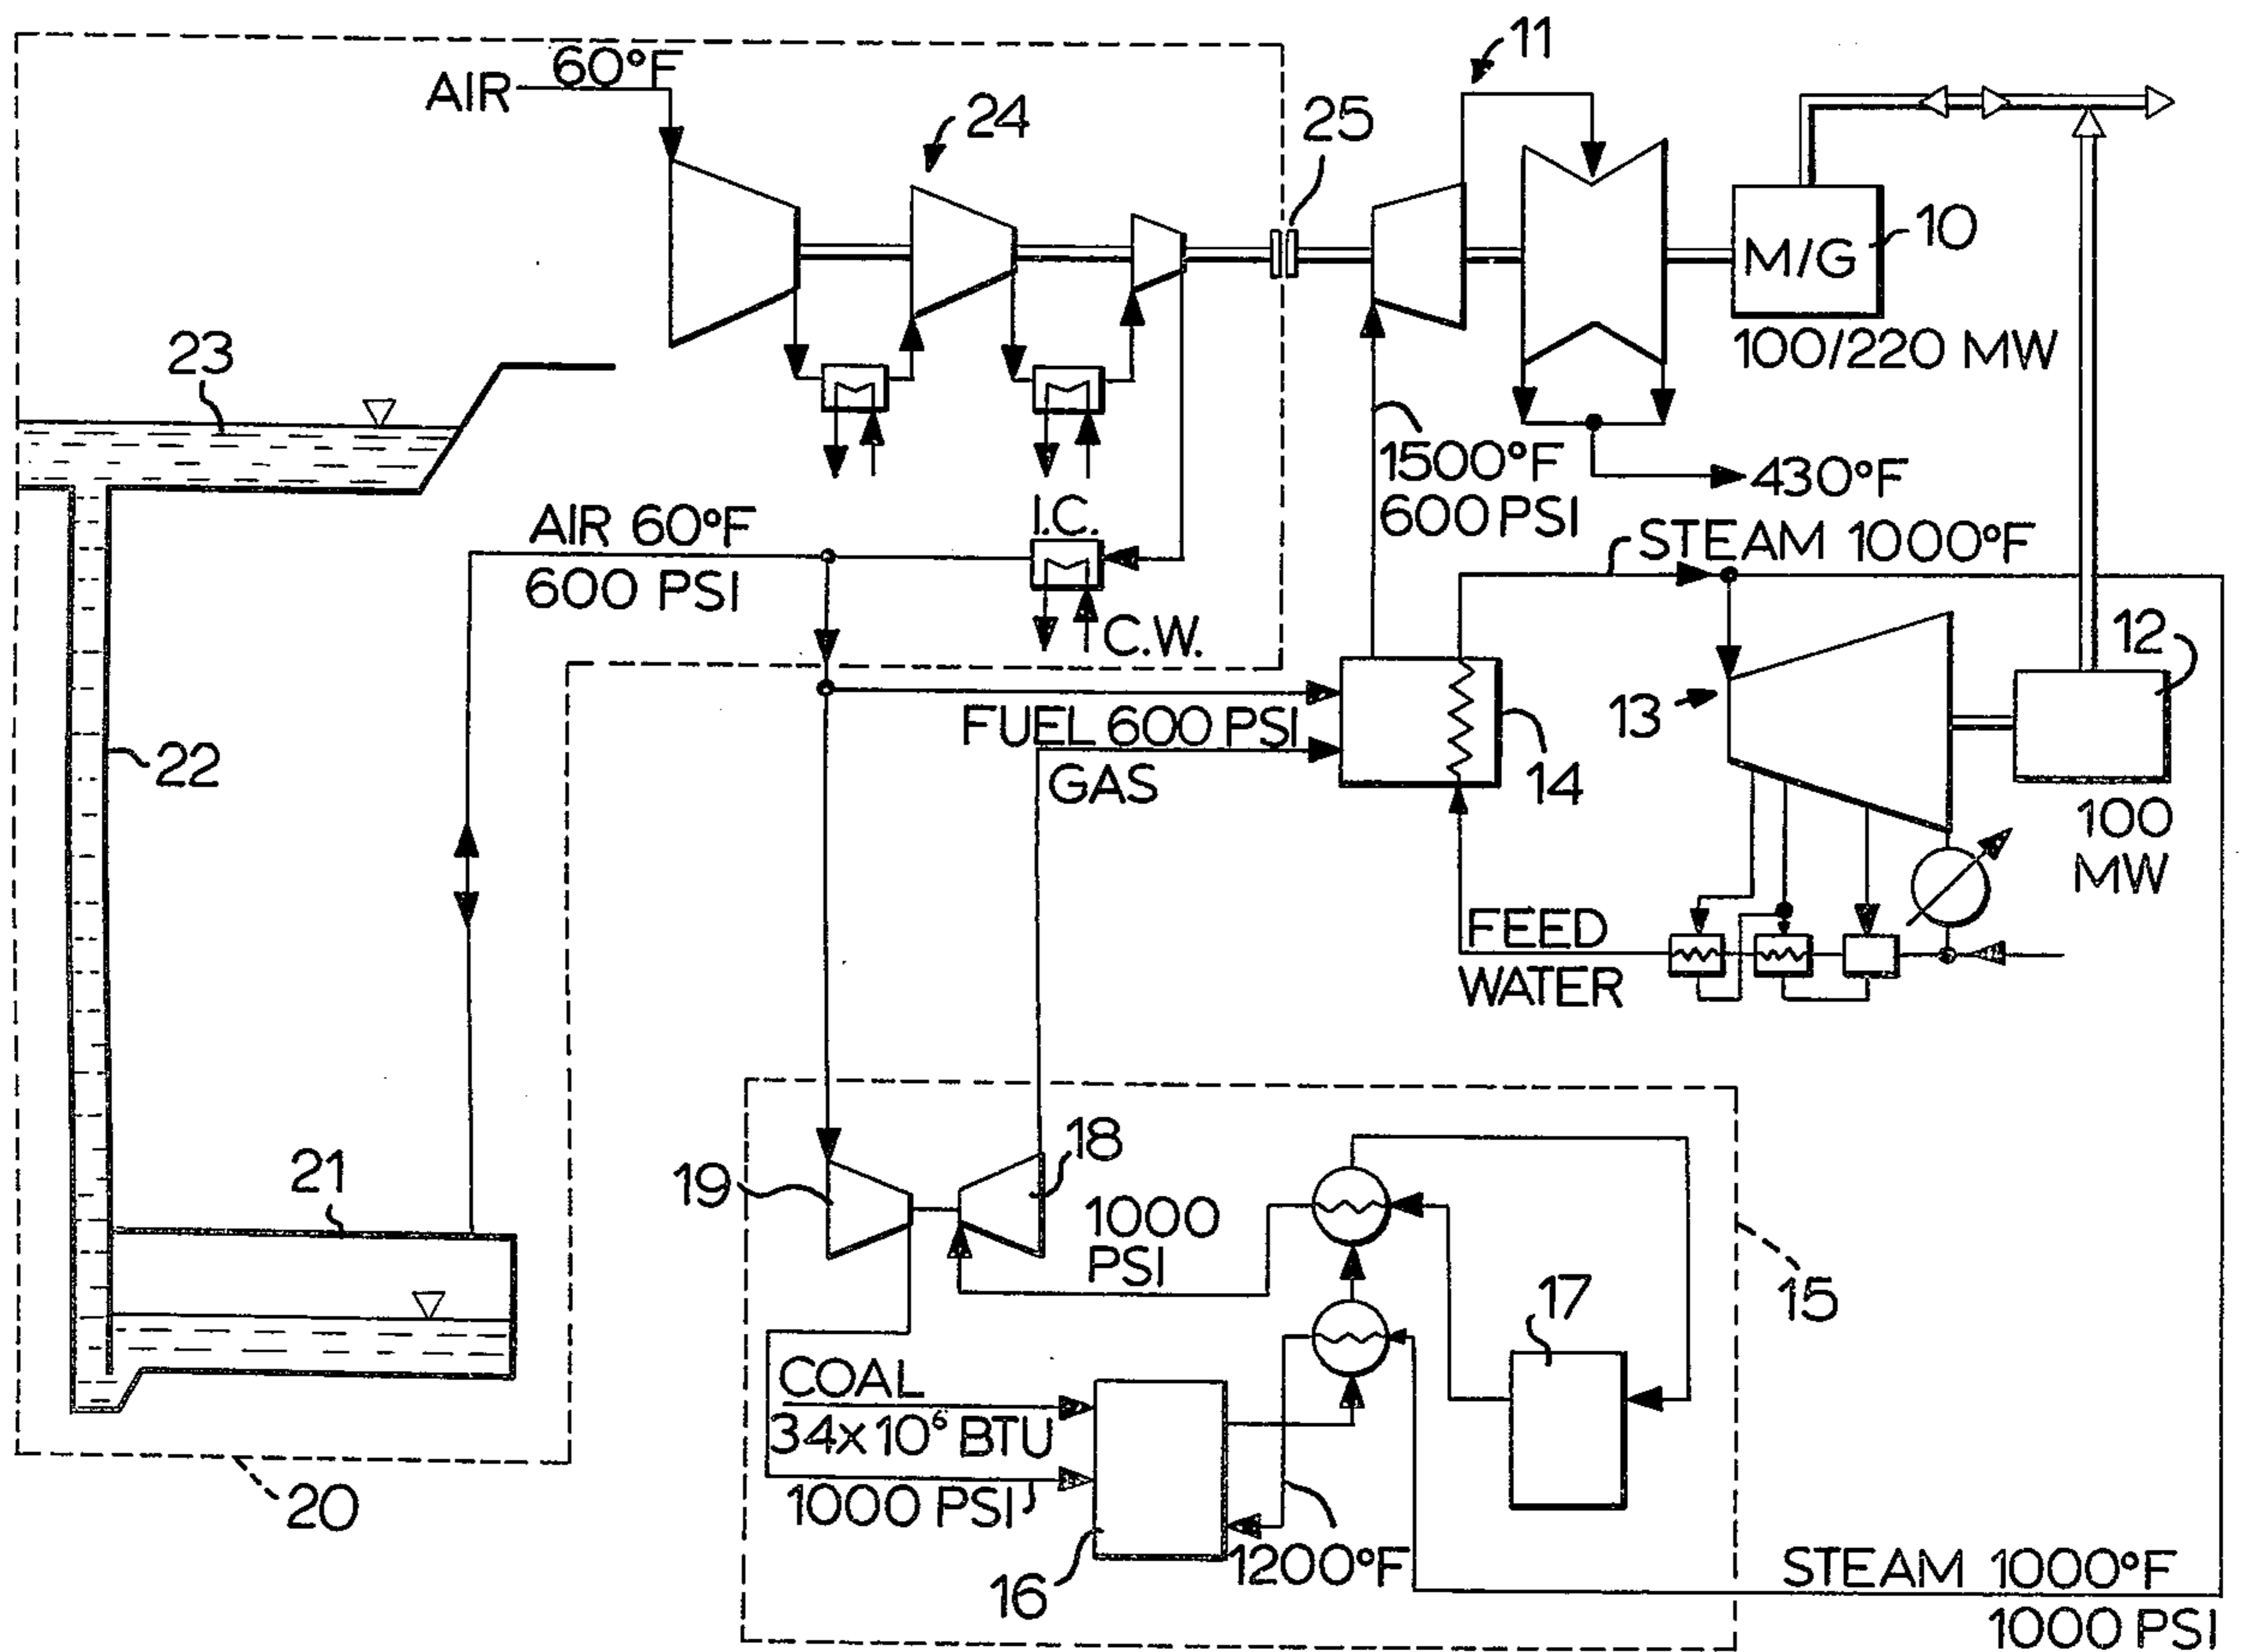 11
60°F
AIR
24
25
10
M/G
100/220 MW
23
1500°F
600 PSI
430°F
I.C.
AIR 60°F
600 PSI
STEAM 1000°F
C.W.
12
13
FUEL 600 PSI
GAS
14
22
100
MW
FEED
WATER
18
21
19
1000
PSI
15
17
COAL
34x10⁶ BTU
1000 PSI
20
16
1200°F
STEAM 1000°F
1000 PSI